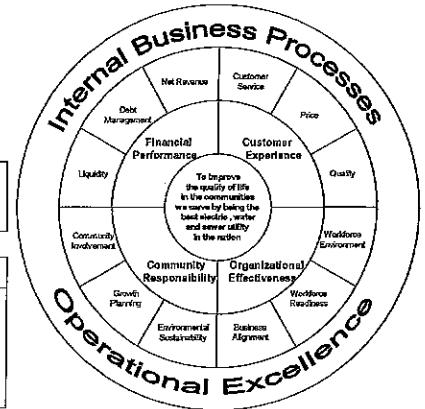 Internal Business Processes
Net Revenue
Customer
Service
Debt
Management
Price
Financial
Performance
Customer
Experience
Liquidity
Quality
To Improve
the quality of life
in the communities
we serve by being the
best electric, water
and sewer utility
in the nation
Community
Involvement
Workforce
Environment
Community
Responsibility
Organizational
Effectiveness
Growth
Planning
Workforce
Readiness
Environmental
Sustainability
Business
Alignment
Operational Excellence